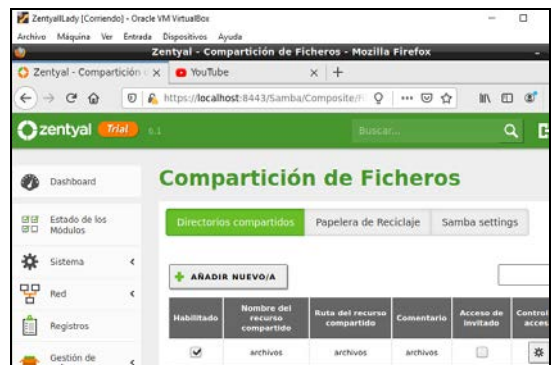 ZentyalLady [Corriendo] - Oracle VM VirtualBox
Archivo Máquina Ver Entrada Dispositivos Ayuda
Zentyal - Compartición de Ficheros - Mozilla Firefox
Zentyal - Compartición YouTube
https://localhost:8443/Samba/Composite/
zentyal Trial 6.1 Buscar...
Dashboard
Compartición de Ficheros
Estado de los Módulos
Directorios compartidos Papelera de Reciclaje Samba settings
Sistema
AÑADIR NUEVO/A
Red
Habilitado Nombre del recurso compartido Ruta del recurso compartido Comentario Acceso de invitado Control acces
Registros
archivos archivos archivos
Gestión de